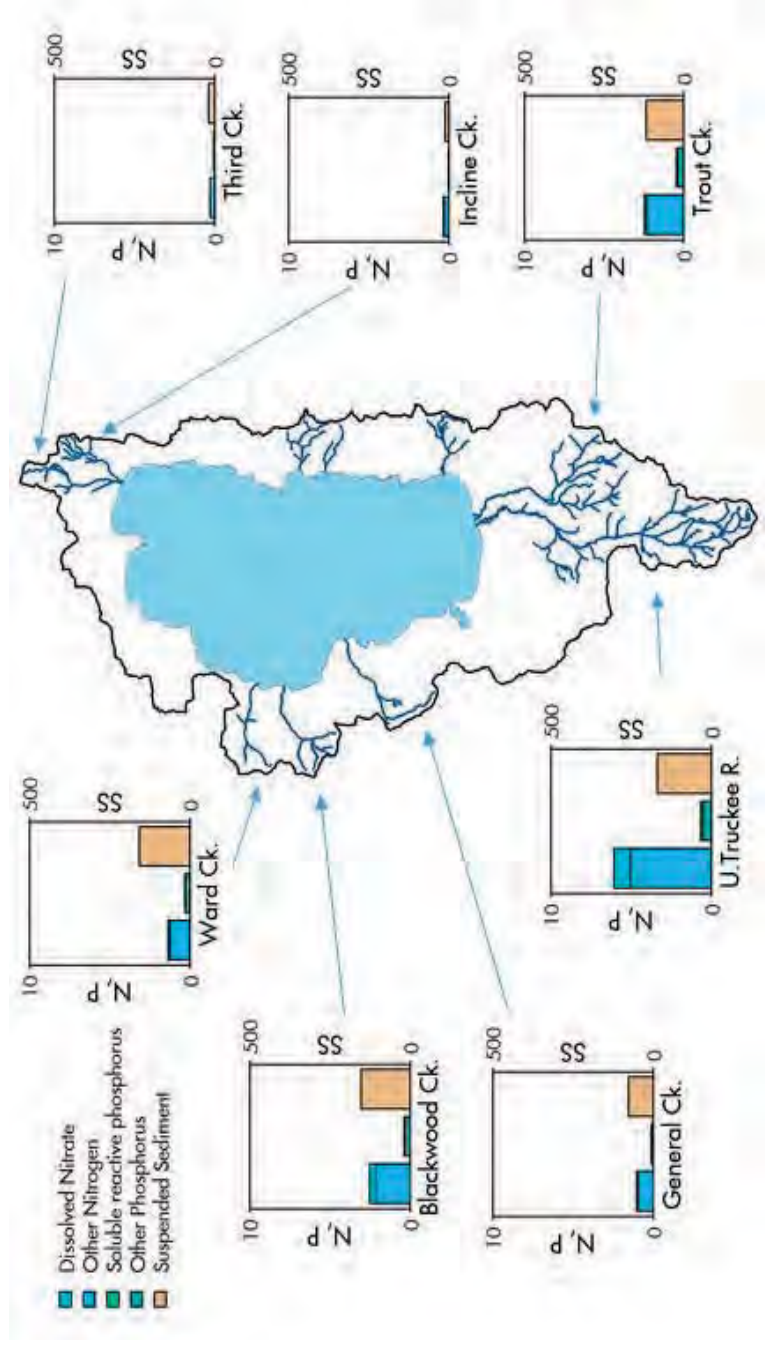 Dissolved Nitrate
Other Nitrogen
Soluble reactive phosphorus
Other Phosphorus
Suspended Sediment
10
N,P
0
500
SS
0
Ward Ck.
10
N,P
0
500
SS
0
Third Ck.
10
N,P
0
500
SS
0
Blackwood Ck.
10
N,P
0
500
SS
0
Incline Ck.
10
N,P
0
500
SS
0
General Ck.
10
N,P
0
500
SS
0
U.Truckee R.
10
N,P
0
500
SS
0
Trout Ck.